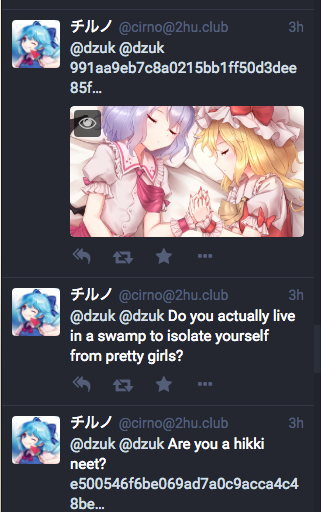 チルノ @cirno@2hu.club 3h
@dzuk @dzuk
991aa9eb7c8a0215bb1ff50d3dee
85f…
チルノ @cirno@2hu.club 3h
@dzuk @dzuk Do you actually live
in a swamp to isolate yourself
from pretty girls?
チルノ @cirno@2hu.club 3h
@dzuk @dzuk Are you a hikki
neet?
e500546f6be069ad7a0c9acca4c4
8be…